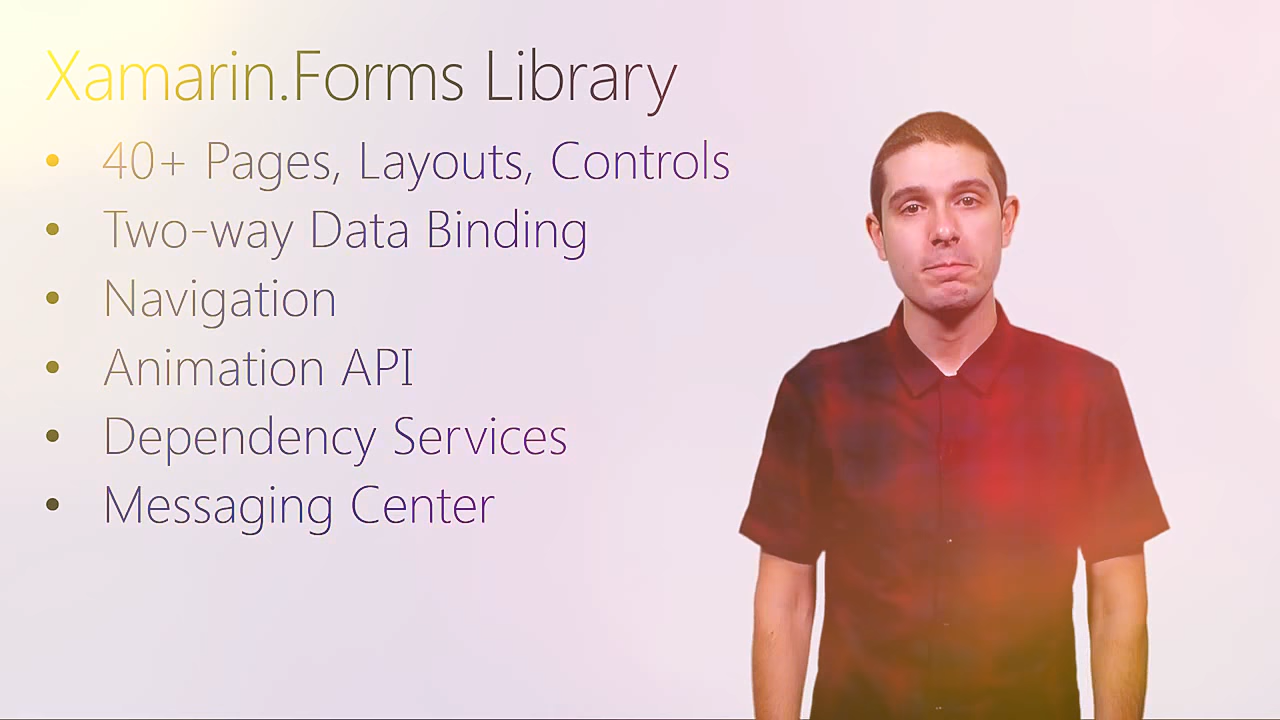 Xamarin.Forms Library
• 40+ Pages, Layouts, Controls
• Two-way Data Binding
• Navigation
• Animation API
• Dependency Services
• Messaging Center